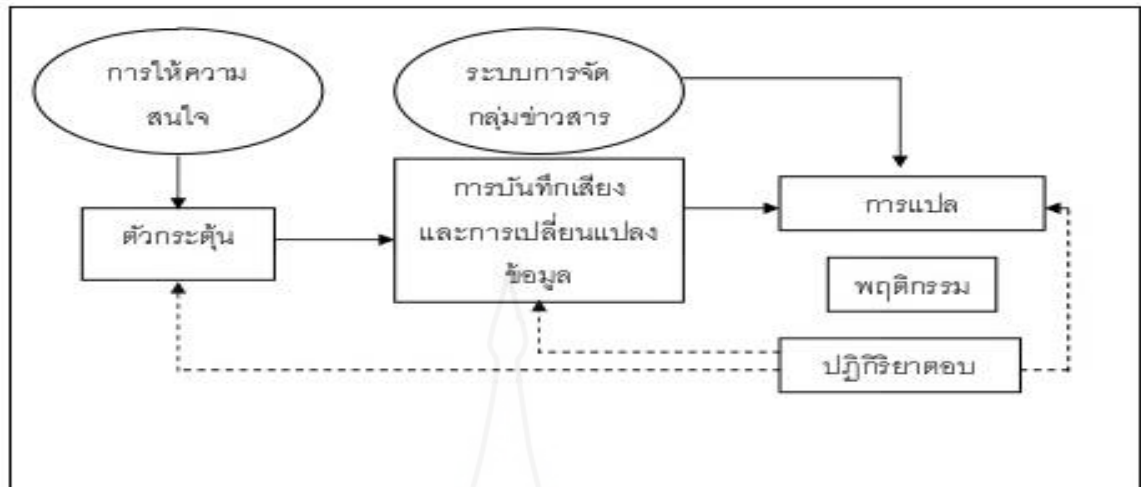 การให้ความ
สนใจ
ระบบการจัด
กลุ่มข่าวสาร
ตัวกระตุ้น
การบันทึกเสียง
และการเปลี่ยนแปลง
ข้อมูล
การแปล
พฤติกรรม
ปฏิกิริยาตอบ